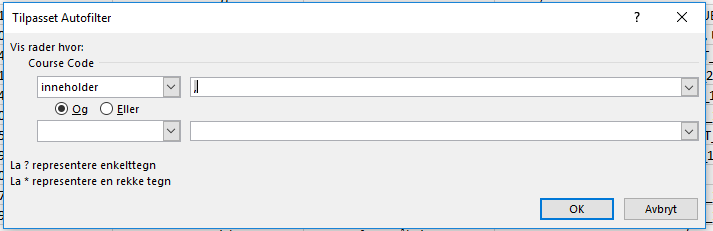 Tilpasset Autofilter
Vis rader hvor:
Course Code
inneholder ,
Og Eller
La ? representere enkelttegn
La * representere en rekke tegn
OK Avbryt